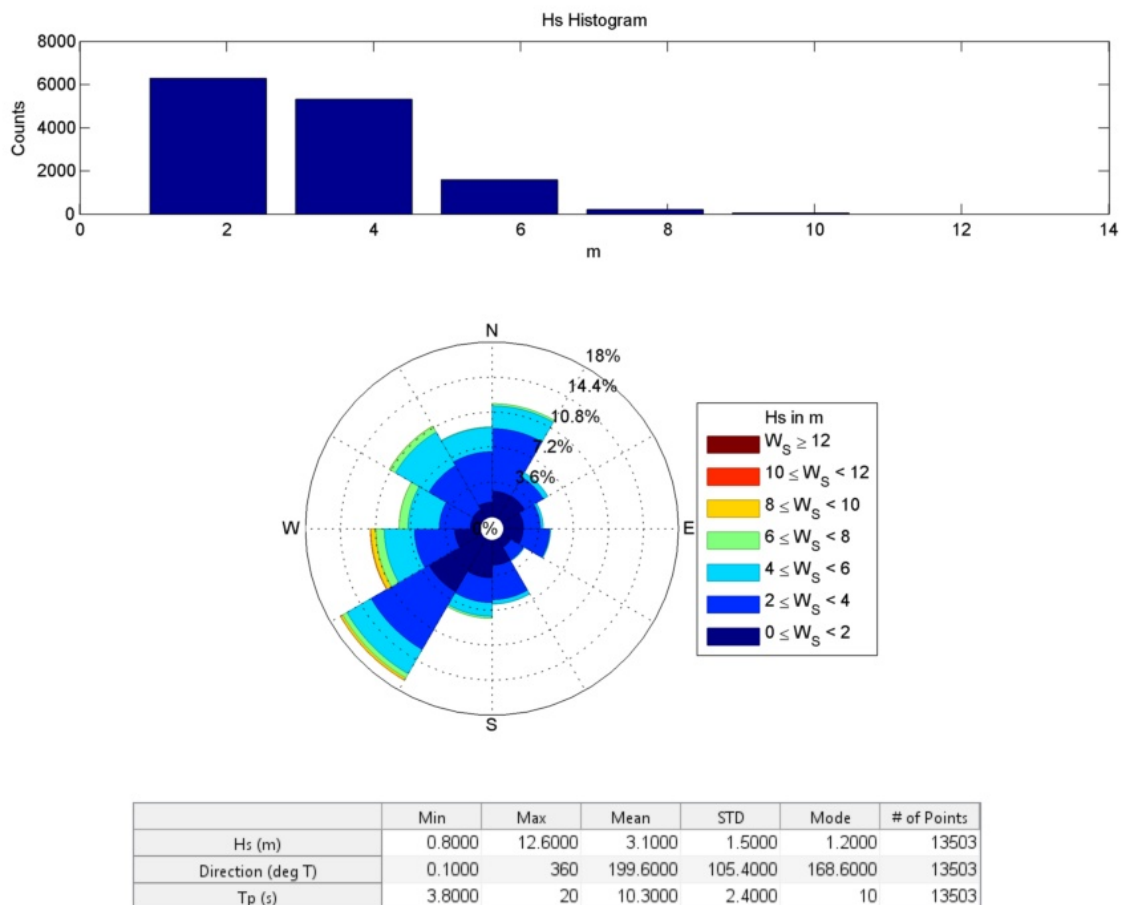 Hs Histogram
8000
6000
4000
2000
0
Counts
0 2 4 6 8 10 12 14
m
N
18%
14.4%
10.8%
7.2%
3.6%
%
W
E
S
Hs in m
W_S ≥ 12
10 ≤ W_S < 12
8 ≤ W_S < 10
6 ≤ W_S < 8
4 ≤ W_S < 6
2 ≤ W_S < 4
0 ≤ W_S < 2
Min Max Mean STD Mode # of Points
Hs (m) 0.8000 12.6000 3.1000 1.5000 1.2000 13503
Direction (deg T) 0.1000 360 199.6000 105.4000 168.6000 13503
Tp (s) 3.8000 20 10.3000 2.4000 10 13503